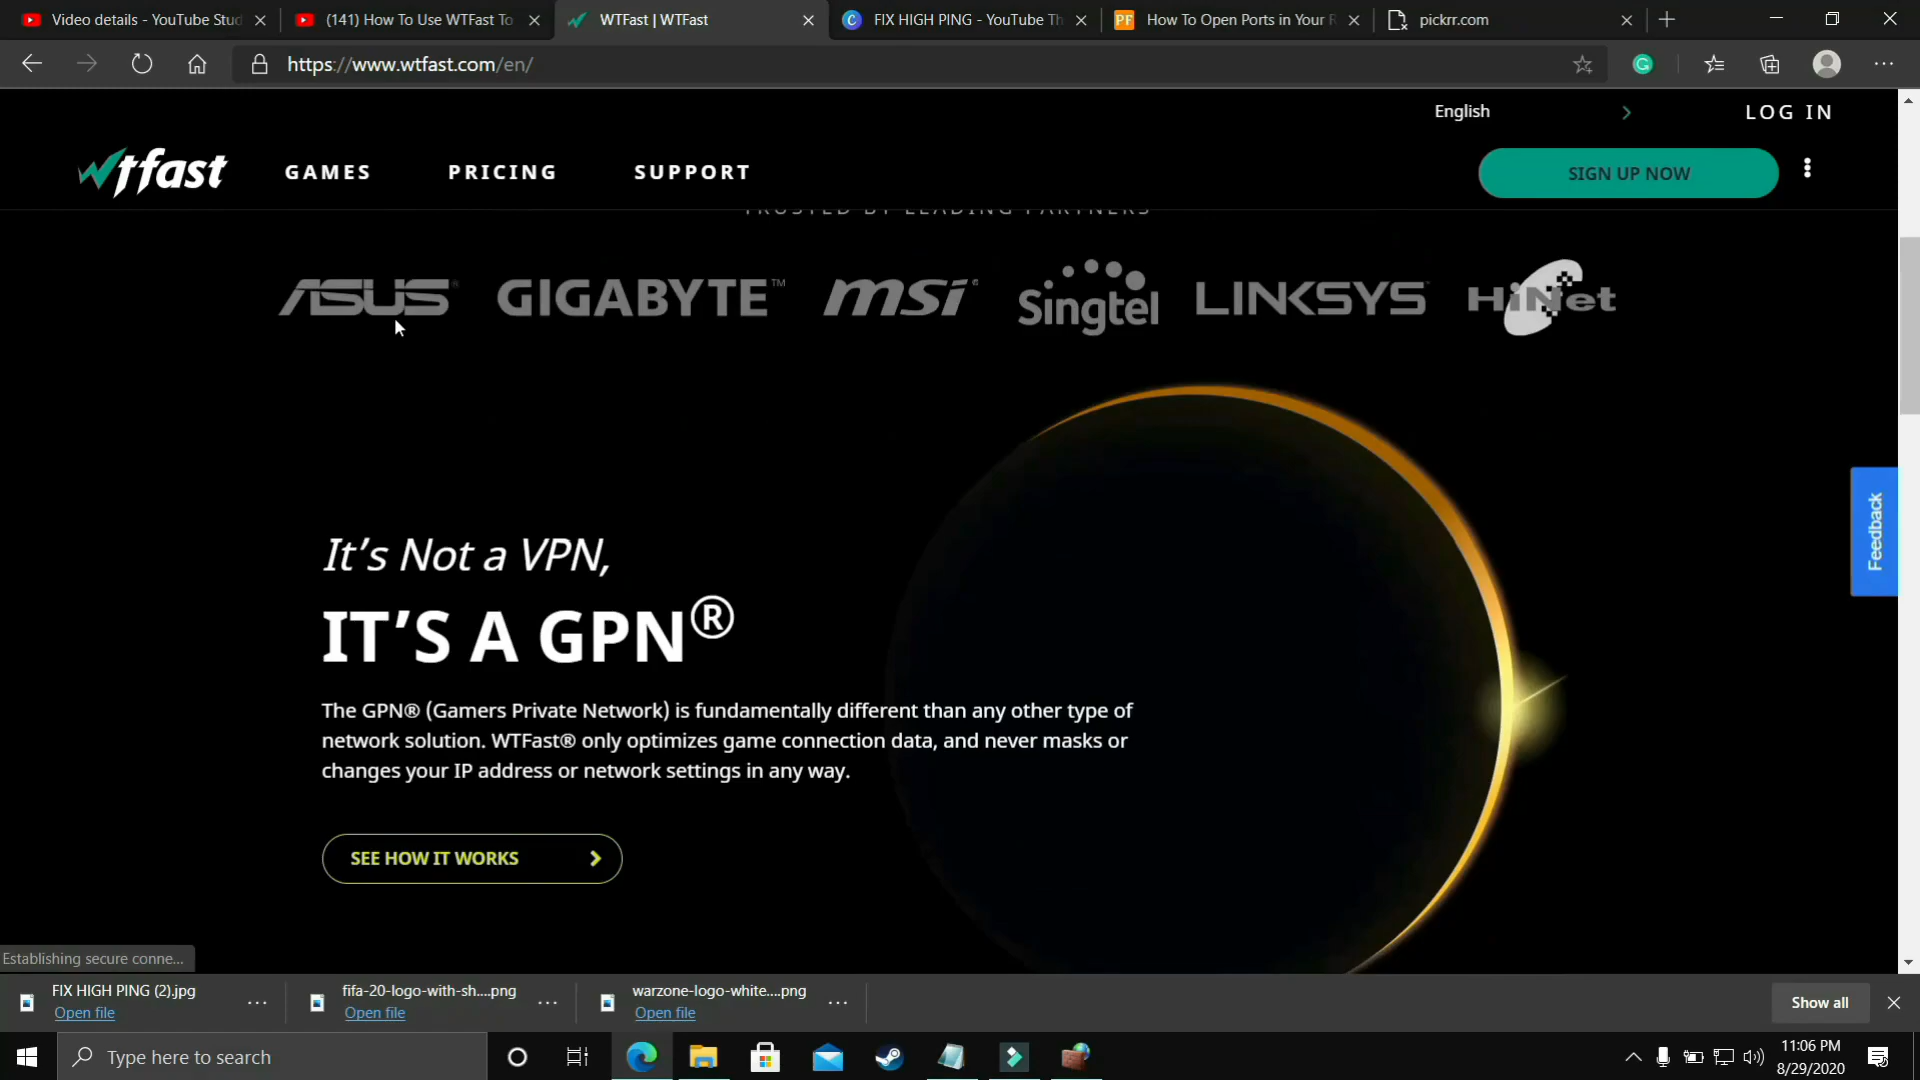 Video details - YouTube Stud
(141) How To Use WTFast To
WTFast | WTFast
FIX HIGH PING - YouTube Th
PF How To Open Ports in Your R
pickrr.com
https://www.wtfast.com/en/
English
LOG IN
wtfast
GAMES
PRICING
SUPPORT
SIGN UP NOW
TRUSTED BY LEADING PARTNERS
ASUS
GIGABYTE™
msi
Singtel
LINKSYS
HiNet
Feedback
It's Not a VPN,
IT'S A GPN®
The GPN® (Gamers Private Network) is fundamentally different than any other type of
network solution. WTFast® only optimizes game connection data, and never masks or
changes your IP address or network settings in any way.
SEE HOW IT WORKS
Establishing secure conne...
FIX HIGH PING (2).jpg
Open file
fifa-20-logo-with-sh....png
Open file
warzone-logo-white....png
Open file
Show all
Type here to search
11:06 PM
8/29/2020